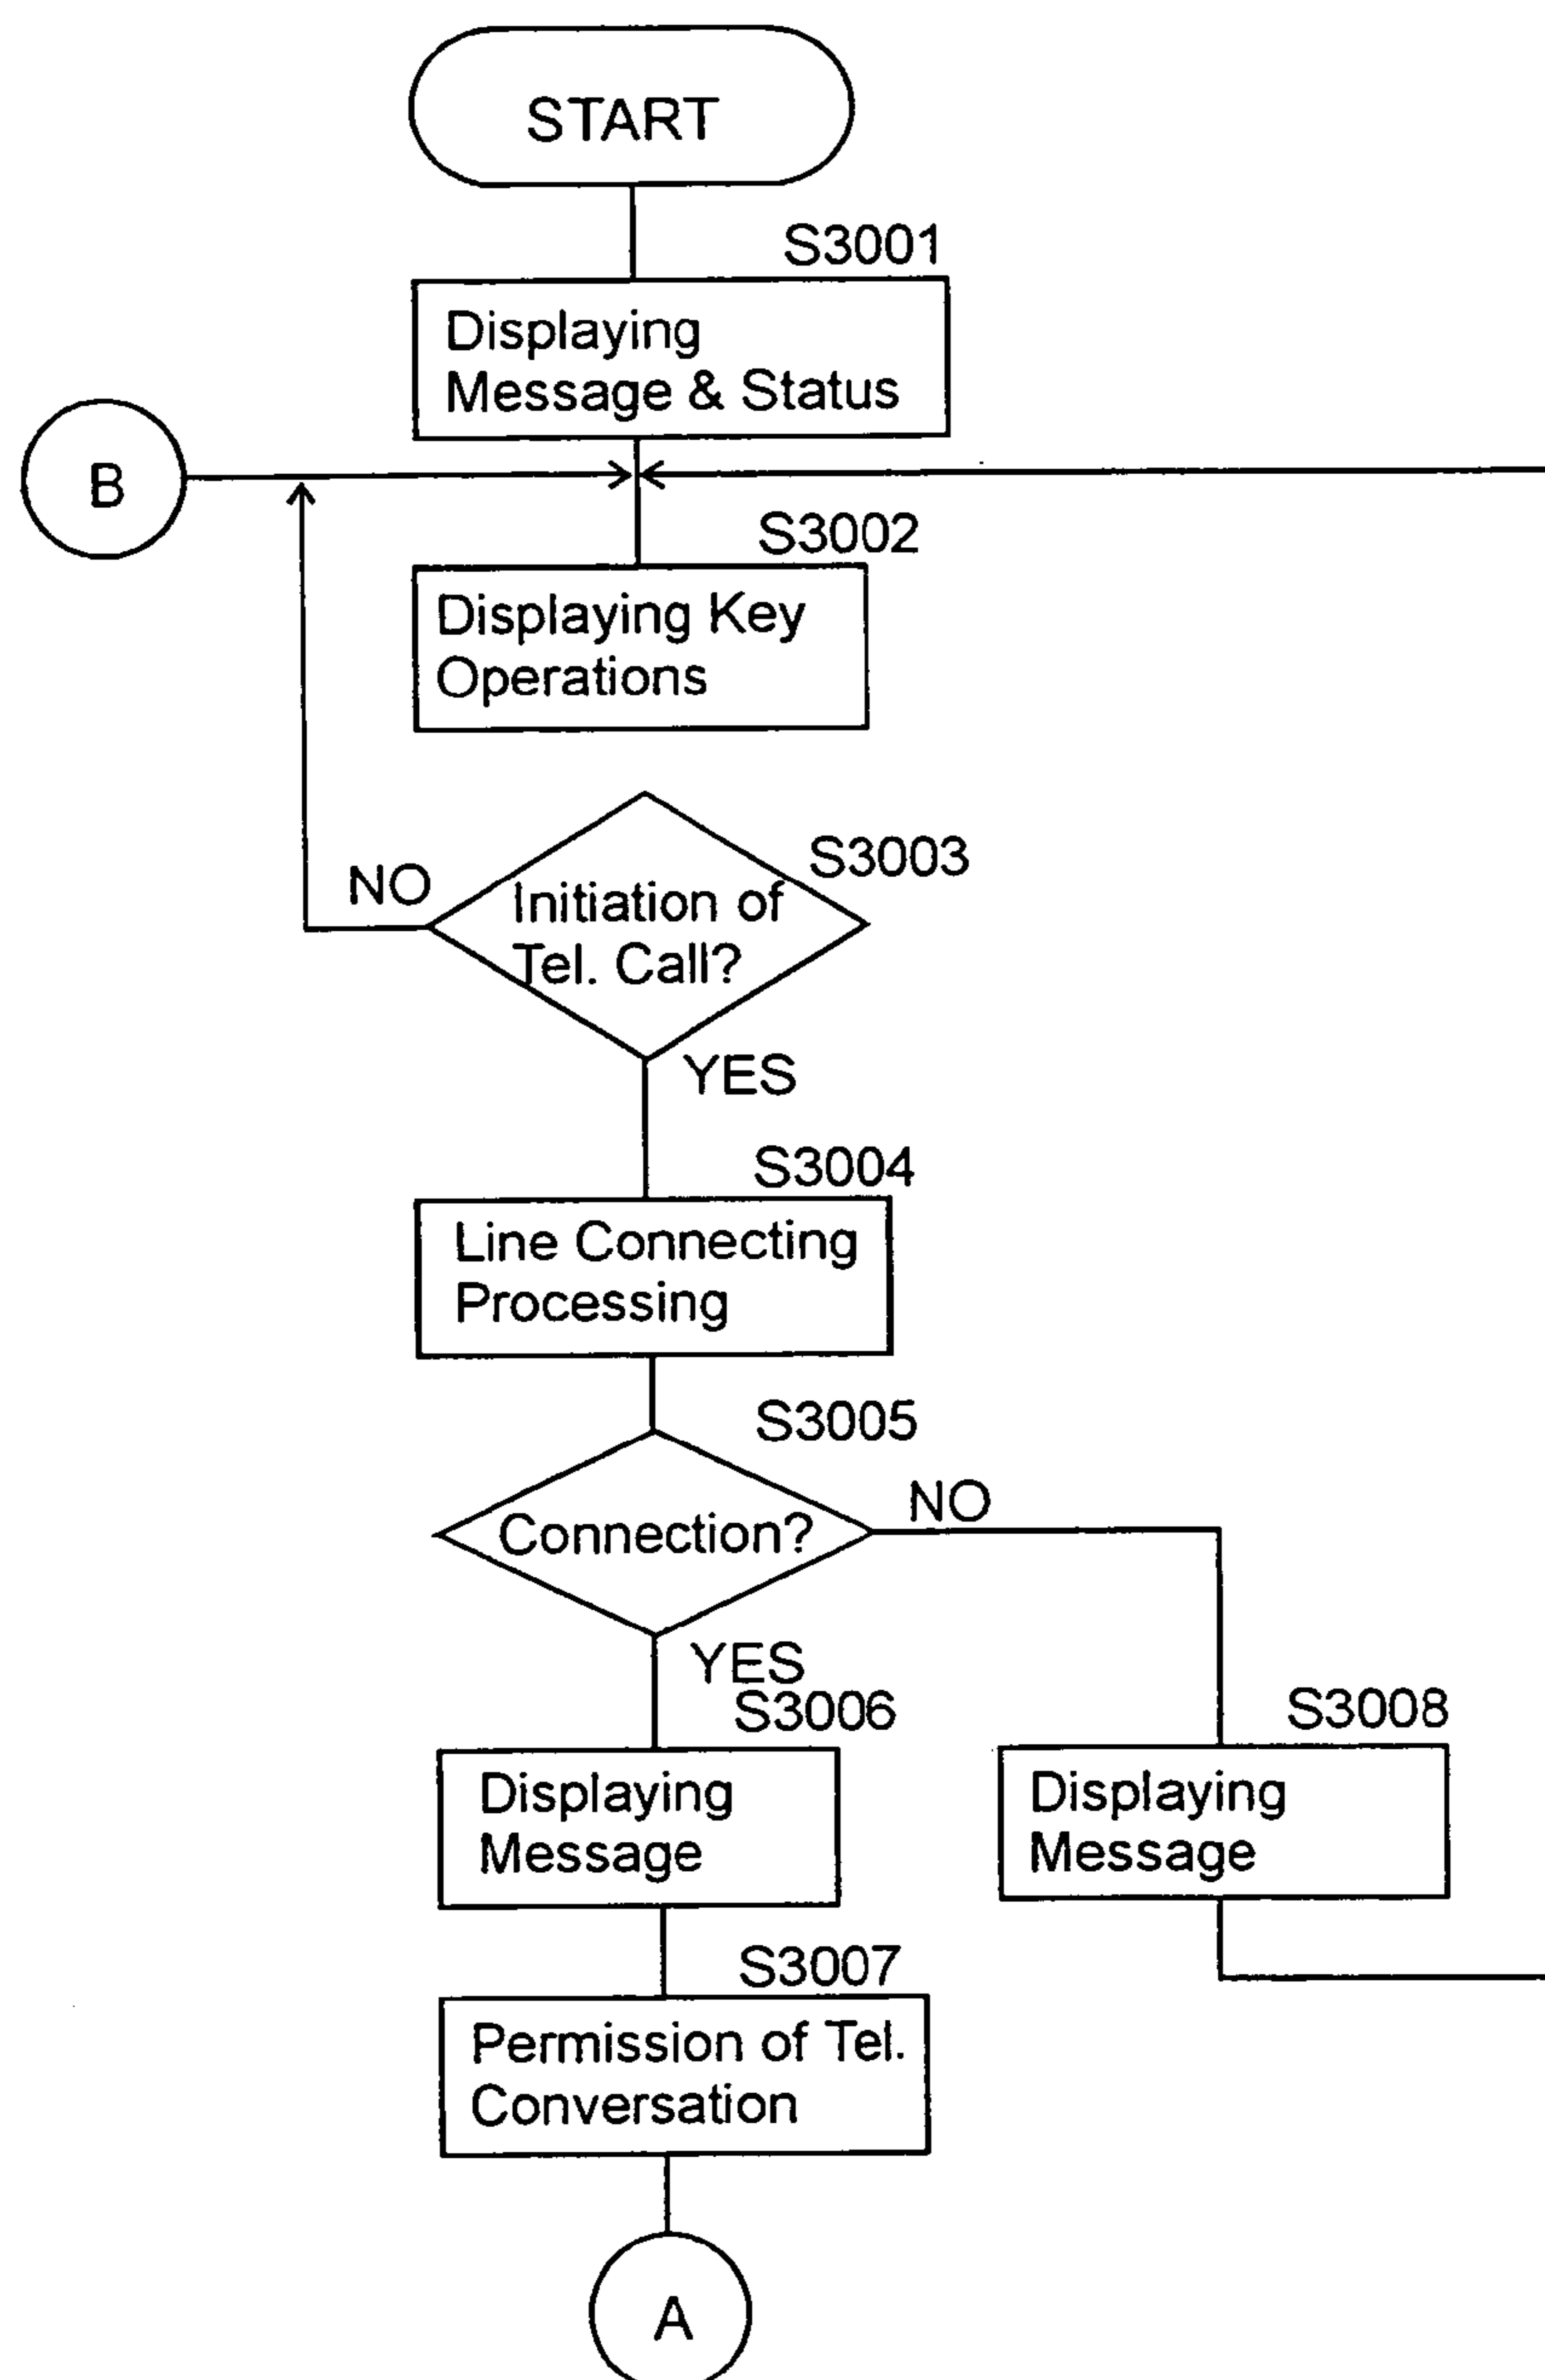 START
S3001
Displaying
Message & Status
B
S3002
Displaying Key
Operations
S3003
NO
Initiation of
Tel. Call?
YES
S3004
Line Connecting
Processing
S3005
NO
Connection?
YES
S3006
S3008
Displaying
Message
Displaying
Message
S3007
Permission of Tel.
Conversation
A